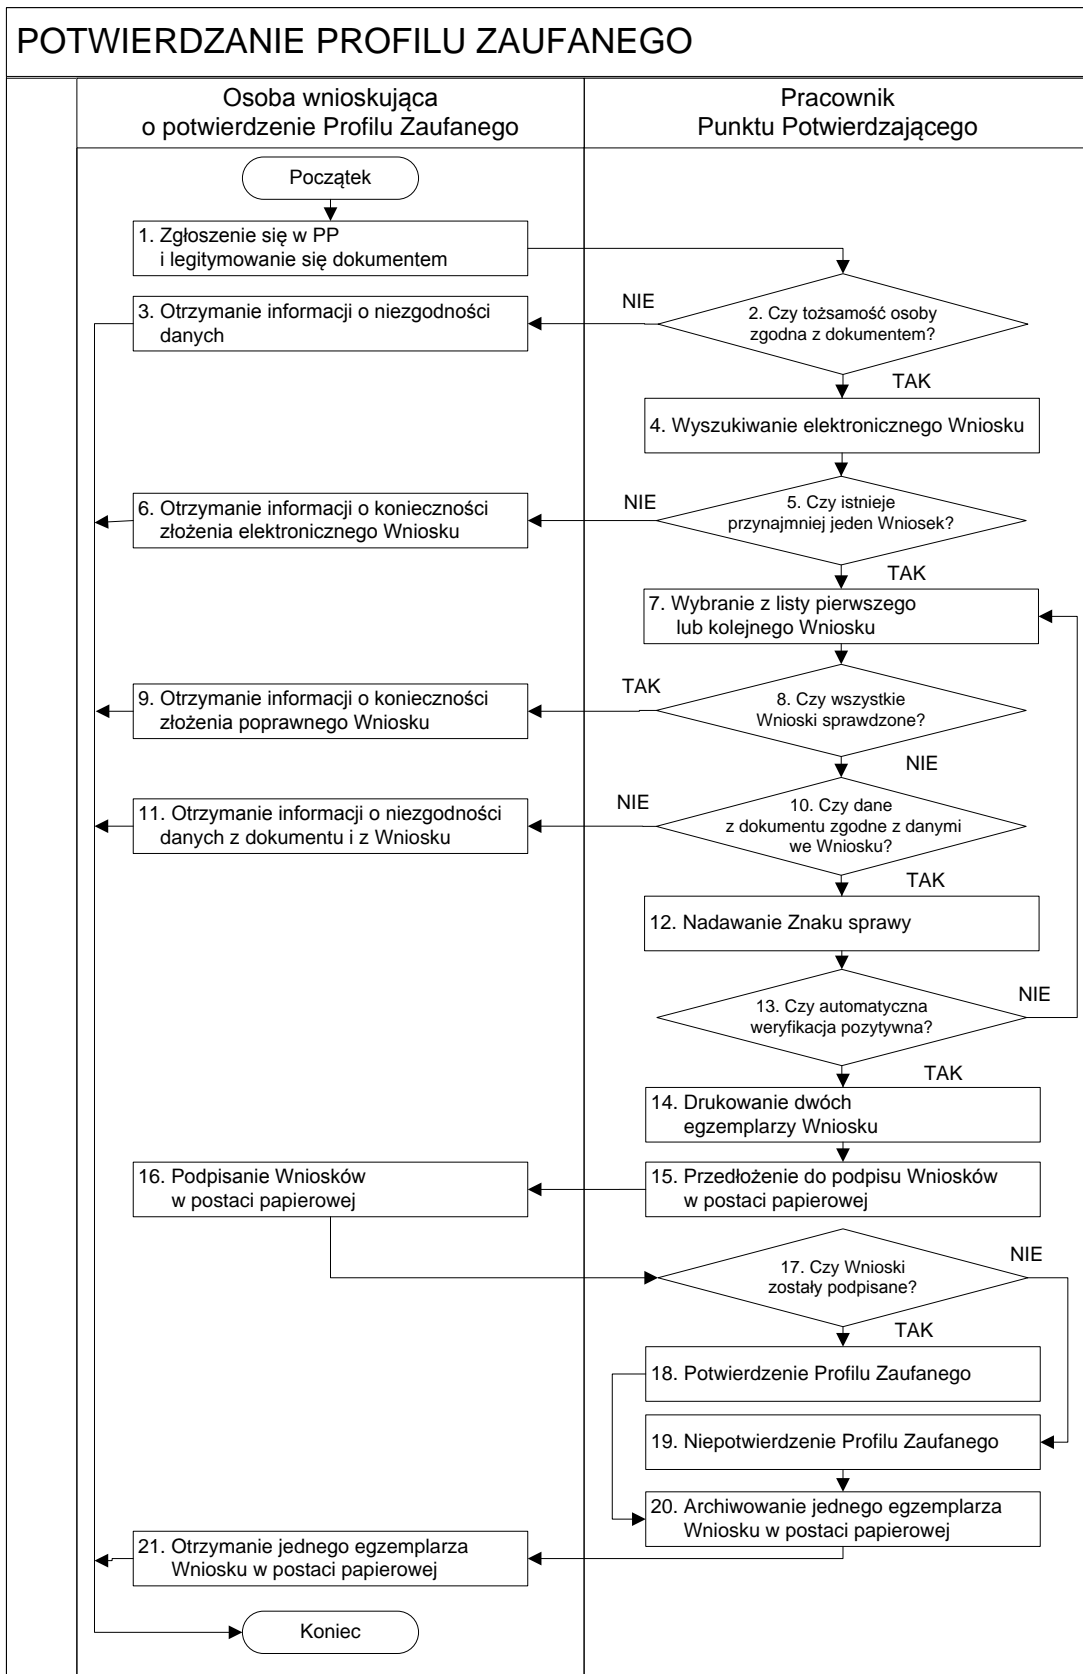 POTWIERDZANIE PROFILU ZAUFANEGO
Osoba wnioskująca
o potwierdzenie Profilu Zaufanego
Pracownik
Punktu Potwierdzającego
Początek
1. Zgłoszenie się w PP
i legitymowanie się dokumentem
2. Czy tożsamość osoby
zgodna z dokumentem?
NIE
3. Otrzymanie informacji o niezgodności
danych
TAK
4. Wyszukiwanie elektronicznego Wniosku
5. Czy istnieje
przynajmniej jeden Wniosek?
NIE
6. Otrzymanie informacji o konieczności
złożenia elektronicznego Wniosku
TAK
7. Wybranie z listy pierwszego
lub kolejnego Wniosku
8. Czy wszystkie
Wnioski sprawdzone?
TAK
9. Otrzymanie informacji o konieczności
złożenia poprawnego Wniosku
NIE
10. Czy dane
z dokumentu zgodne z danymi
we Wniosku?
NIE
11. Otrzymanie informacji o niezgodności
danych z dokumentu i z Wniosku
TAK
12. Nadawanie Znaku sprawy
13. Czy automatyczna
weryfikacja pozytywna?
NIE
TAK
14. Drukowanie dwóch
egzemplarzy Wniosku
15. Przedłożenie do podpisu Wniosków
w postaci papierowej
16. Podpisanie Wniosków
w postaci papierowej
17. Czy Wnioski
zostały podpisane?
NIE
TAK
18. Potwierdzenie Profilu Zaufanego
19. Niepotwierdzenie Profilu Zaufanego
20. Archiwowanie jednego egzemplarza
Wniosku w postaci papierowej
21. Otrzymanie jednego egzemplarza
Wniosku w postaci papierowej
Koniec